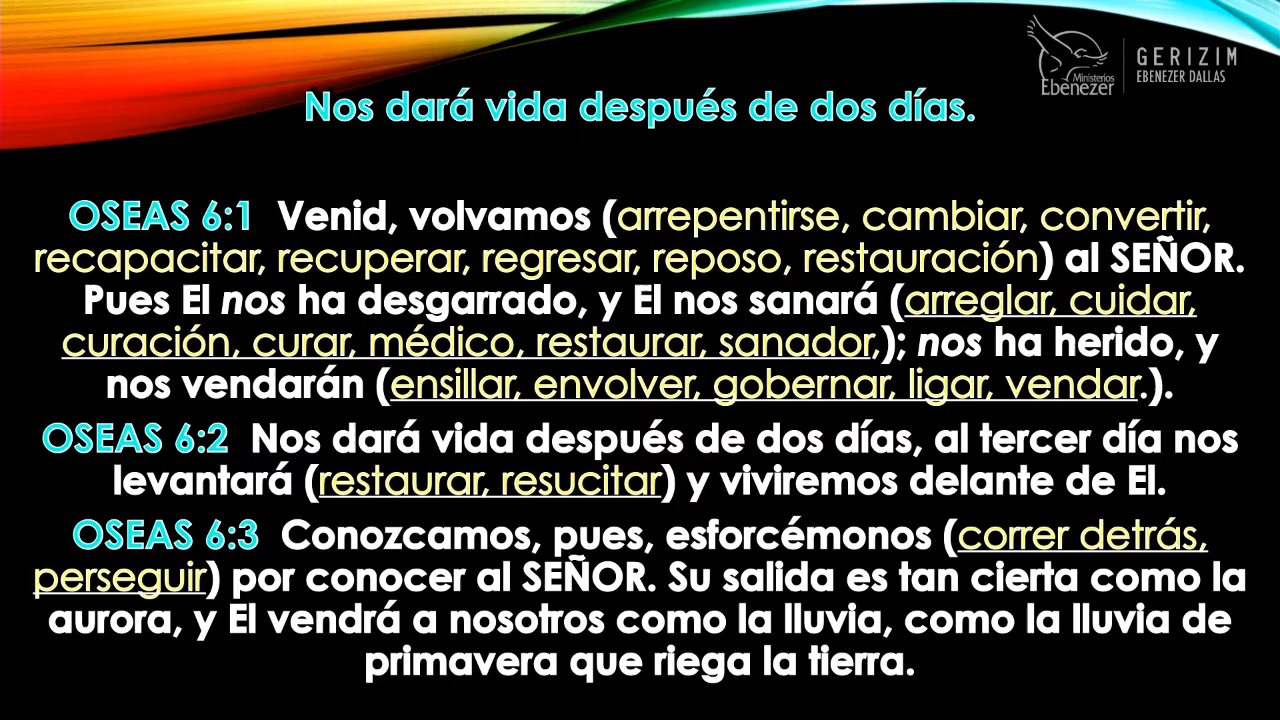 Ministerios
Ebenezer
GERIZIM
EBENEZER DALLAS
Nos dará vida después de dos días.
OSEAS 6:1 Venid, volvamos (arrepentirse, cambiar, convertir,
recapacitar, recuperar, regresar, reposo, restauración) al SEÑOR.
Pues El nos ha desgarrado, y El nos sanará (arreglar, cuidar,
curación, curar, médico, restaurar, sanador,); nos ha herido, y
nos vendarán (ensillar, envolver, gobernar, ligar, vendar.).
OSEAS 6:2 Nos dará vida después de dos días, al tercer día nos
levantará (restaurar, resucitar) y viviremos delante de El.
OSEAS 6:3 Conozcamos, pues, esforcémonos (correr detrás,
perseguir) por conocer al SEÑOR. Su salida es tan cierta como la
aurora, y El vendrá a nosotros como la lluvia, como la lluvia de
primavera que riega la tierra.